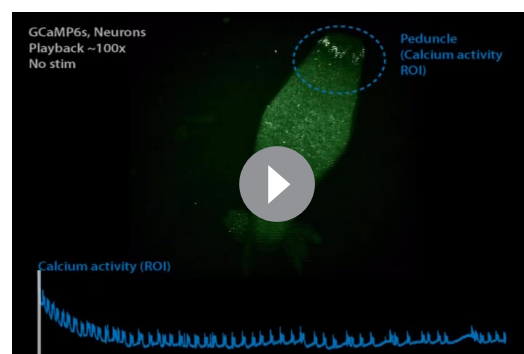 GCaMP6s, Neurons
Playback ~100x
No stim
Peduncle
(Calcium activity
ROI)
Calcium activity (ROI)